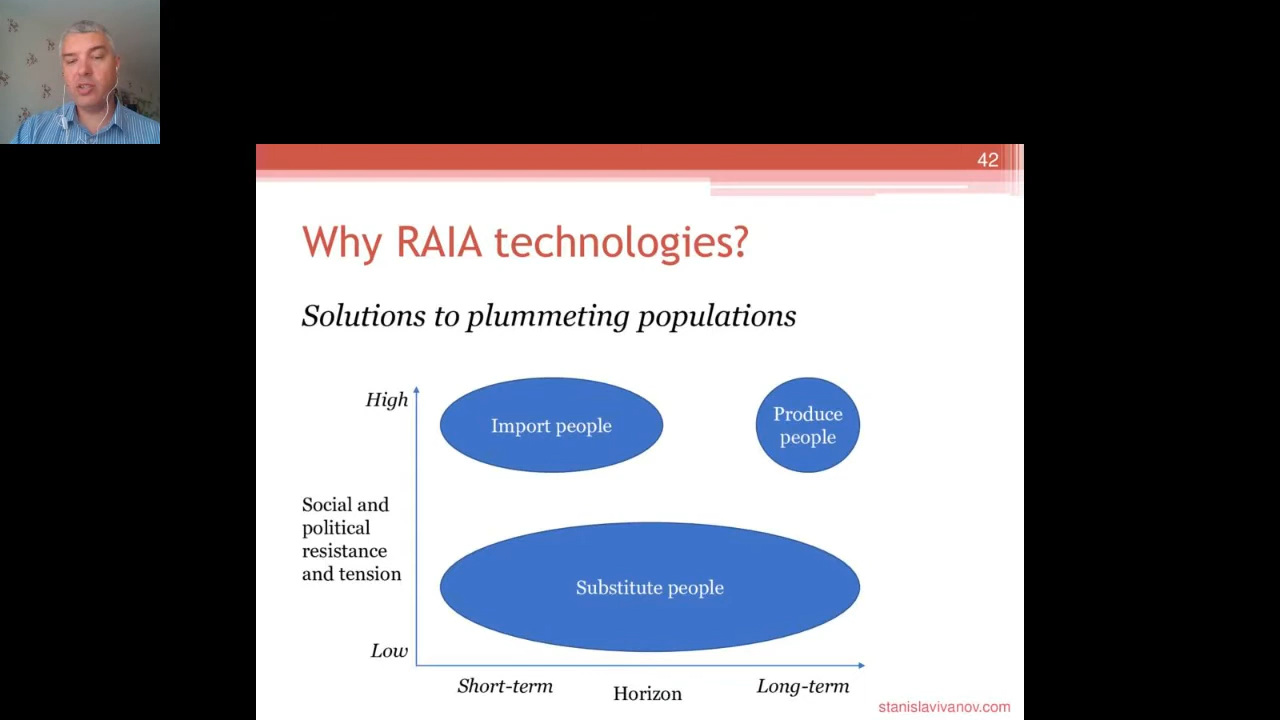 42
Why RAIA technologies?
Solutions to plummeting populations
High
Import people
Produce
people
Social and
political
resistance
and tension
Substitute people
Low
Short-term
Horizon
Long-term
stanislavivanov.com